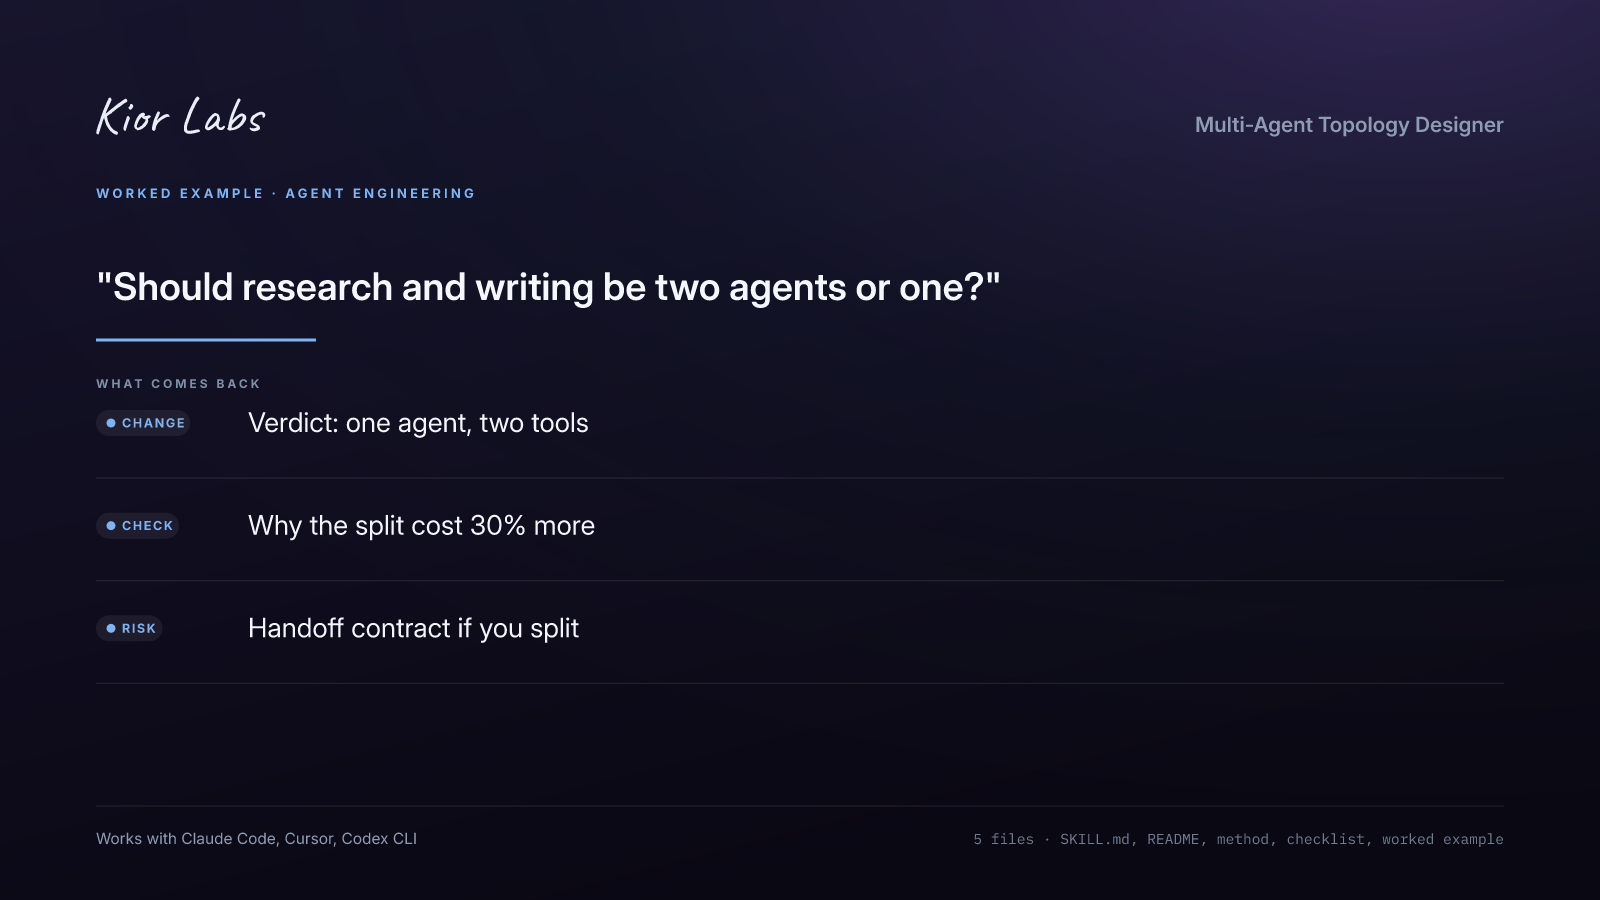 Kior Labs
Multi-Agent Topology Designer
WORKED EXAMPLE · AGENT ENGINEERING
"Should research and writing be two agents or one?"
WHAT COMES BACK
CHANGE
Verdict: one agent, two tools
CHECK
Why the split cost 30% more
RISK
Handoff contract if you split
Works with Claude Code, Cursor, Codex CLI
5 files · SKILL.md, README, method, checklist, worked example